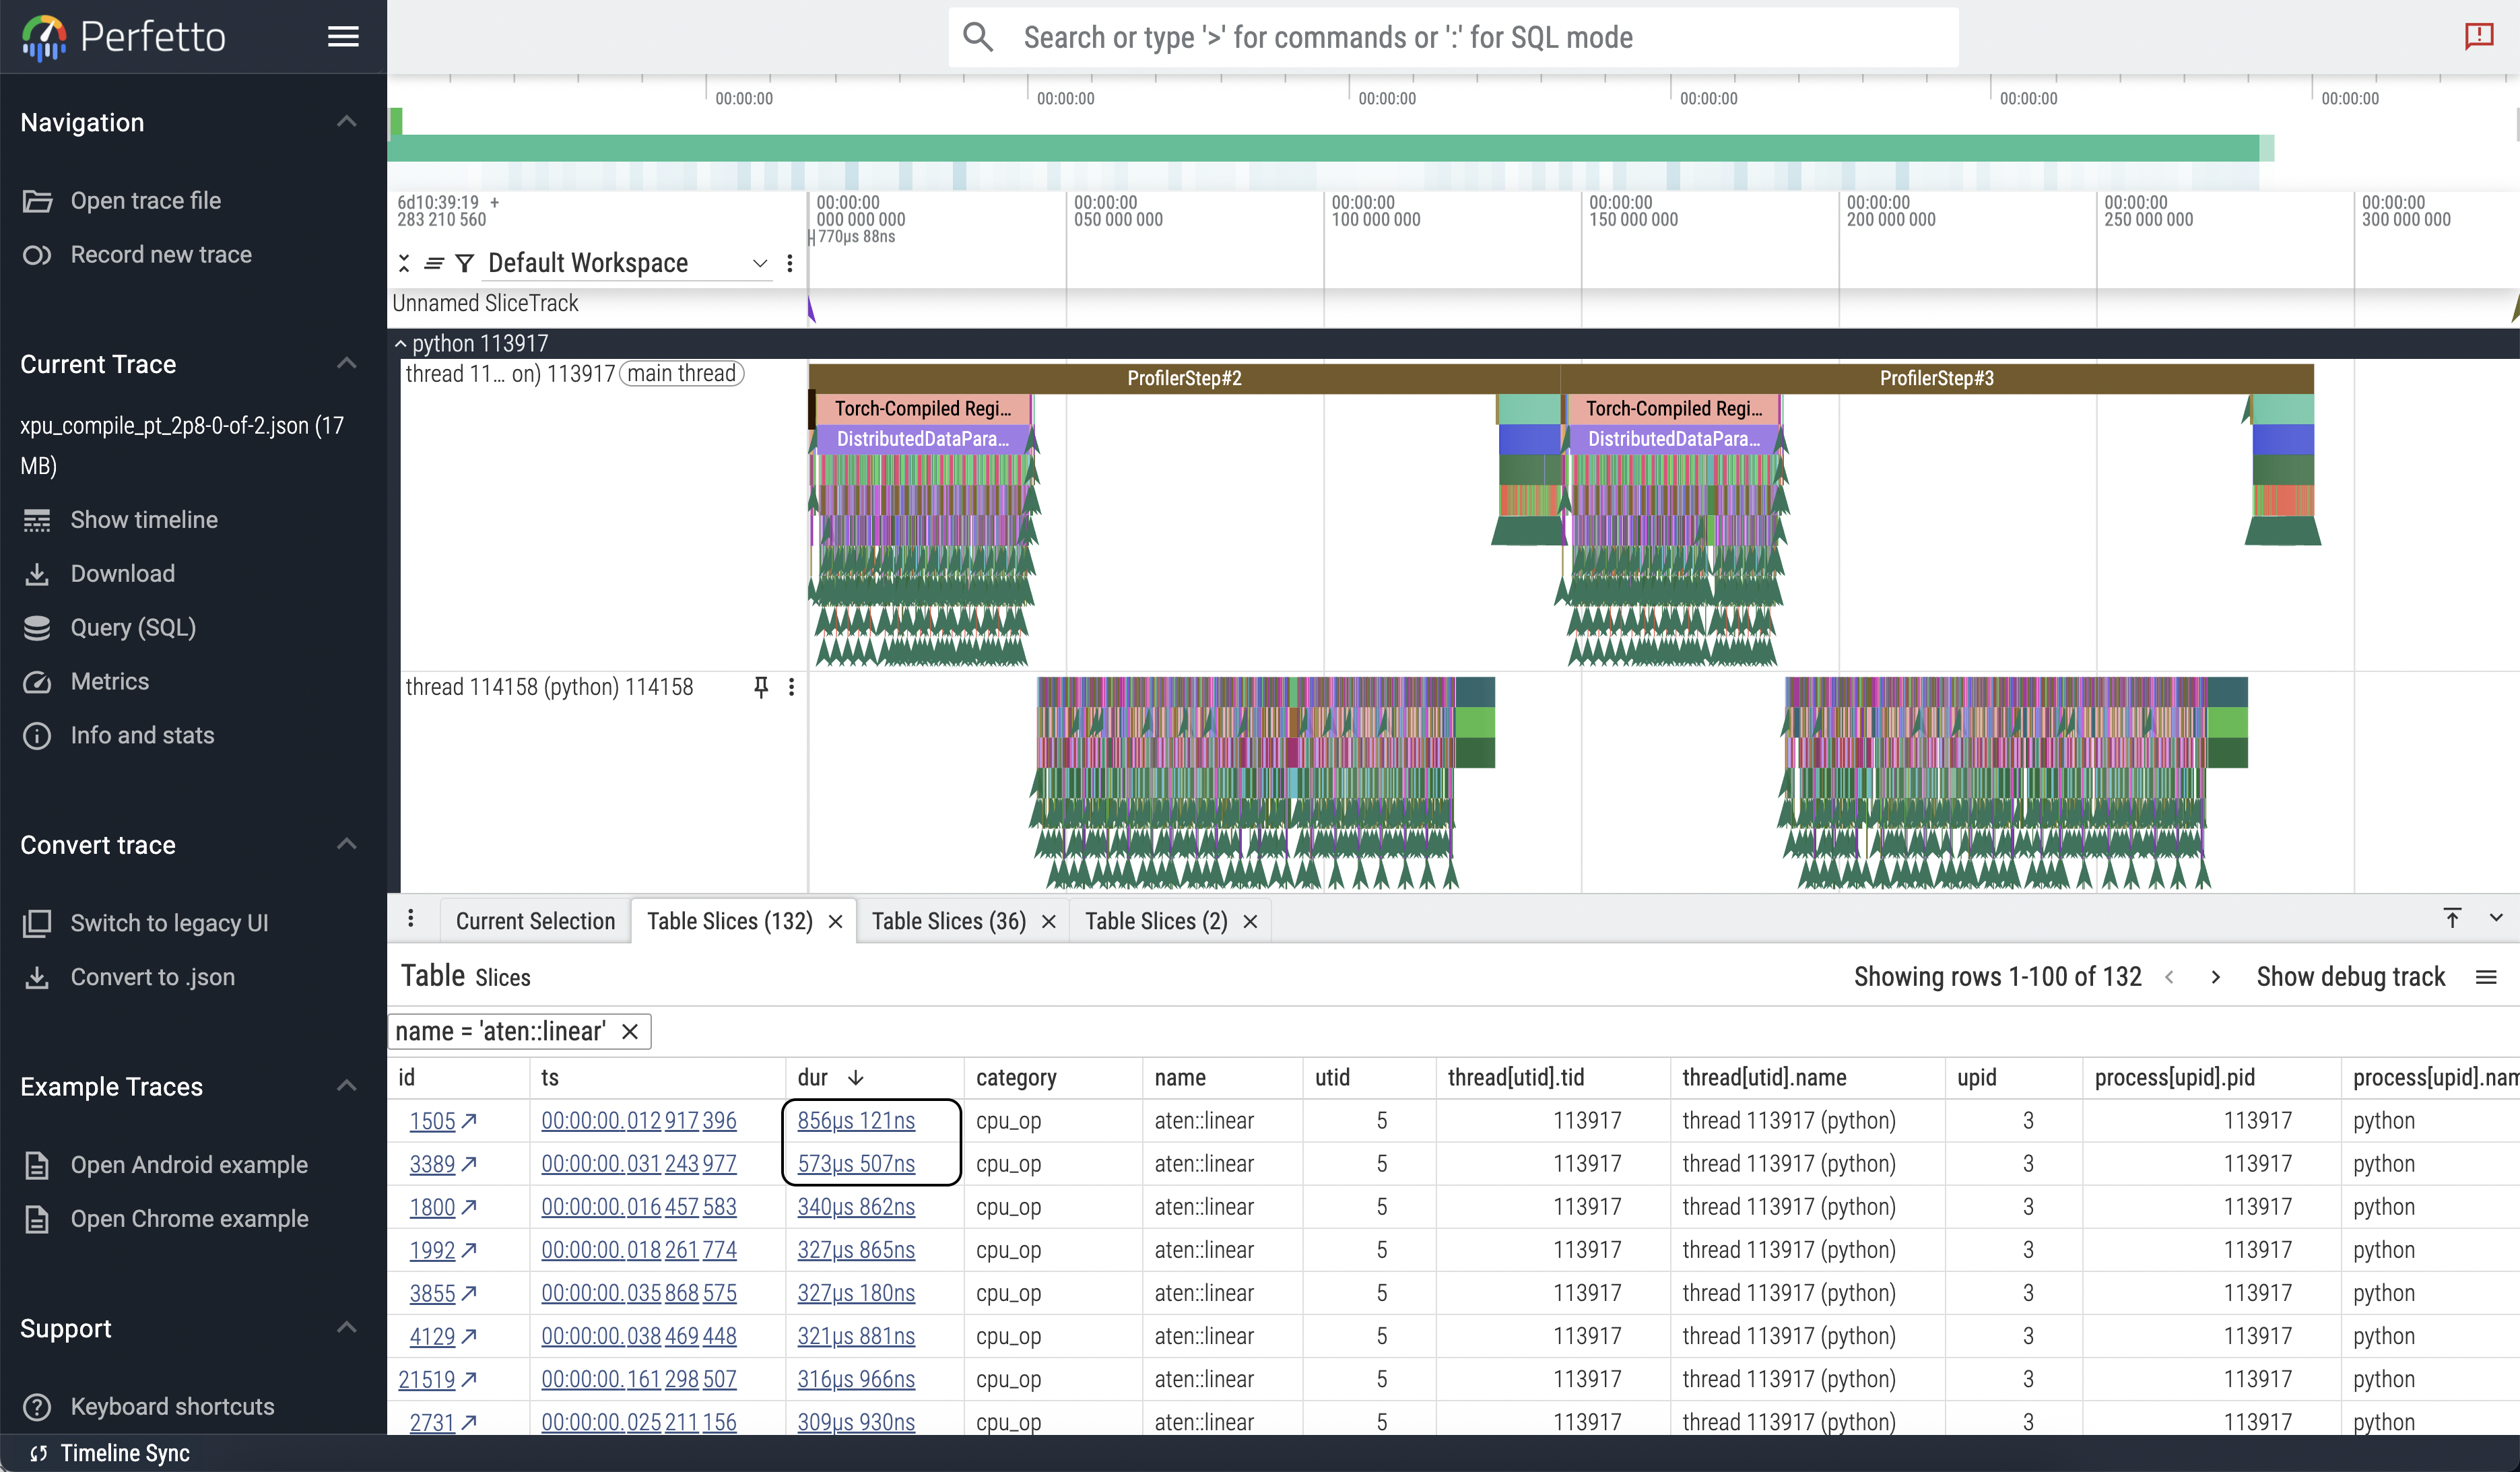 Perfetto
Search or type '>' for commands or ':' for SQL mode
Navigation
Open trace file
Record new trace
Current Trace
xpu_compile_pt_2p8-0-of-2.json (17
MB)
Show timeline
Download
Query (SQL)
Metrics
Info and stats
Convert trace
Switch to legacy UI
Convert to .json
Example Traces
Open Android example
Open Chrome example
Support
Keyboard shortcuts
Timeline Sync
00:00:00 00:00:00 00:00:00 00:00:00 00:00:00 00:00:00
6d10:39:19 + 00:00:00 00:00:00 00:00:00 00:00:00 00:00:00 00:00:00 00:00:00
283 210 560 000 000 000 050 000 000 100 000 000 150 000 000 200 000 000 250 000 000 300 000 000
770µs 88ns
Default Workspace
Unnamed SliceTrack
python 113917
thread 11… on) 113917 main thread
ProfilerStep#2 ProfilerStep#3
Torch-Compiled Regi… Torch-Compiled Regi…
DistributedDataPara… DistributedDataPara…
thread 114158 (python) 114158
Current Selection Table Slices (132) Table Slices (36) Table Slices (2)
Table Slices Showing rows 1-100 of 132 Show debug track
name = 'aten::linear'
id ts dur category name utid thread[utid].tid thread[utid].name upid process[upid].pid process[upid].nam
1505 00:00:00.012 917 396 856µs 121ns cpu_op aten::linear 5 113917 thread 113917 (python) 3 113917 python
3389 00:00:00.031 243 977 573µs 507ns cpu_op aten::linear 5 113917 thread 113917 (python) 3 113917 python
1800 00:00:00.016 457 583 340µs 862ns cpu_op aten::linear 5 113917 thread 113917 (python) 3 113917 python
1992 00:00:00.018 261 774 327µs 865ns cpu_op aten::linear 5 113917 thread 113917 (python) 3 113917 python
3855 00:00:00.035 868 575 327µs 180ns cpu_op aten::linear 5 113917 thread 113917 (python) 3 113917 python
4129 00:00:00.038 469 448 321µs 881ns cpu_op aten::linear 5 113917 thread 113917 (python) 3 113917 python
21519 00:00:00.161 298 507 316µs 966ns cpu_op aten::linear 5 113917 thread 113917 (python) 3 113917 python
2731 00:00:00.025 211 156 309µs 930ns cpu_op aten::linear 5 113917 thread 113917 (python) 3 113917 python